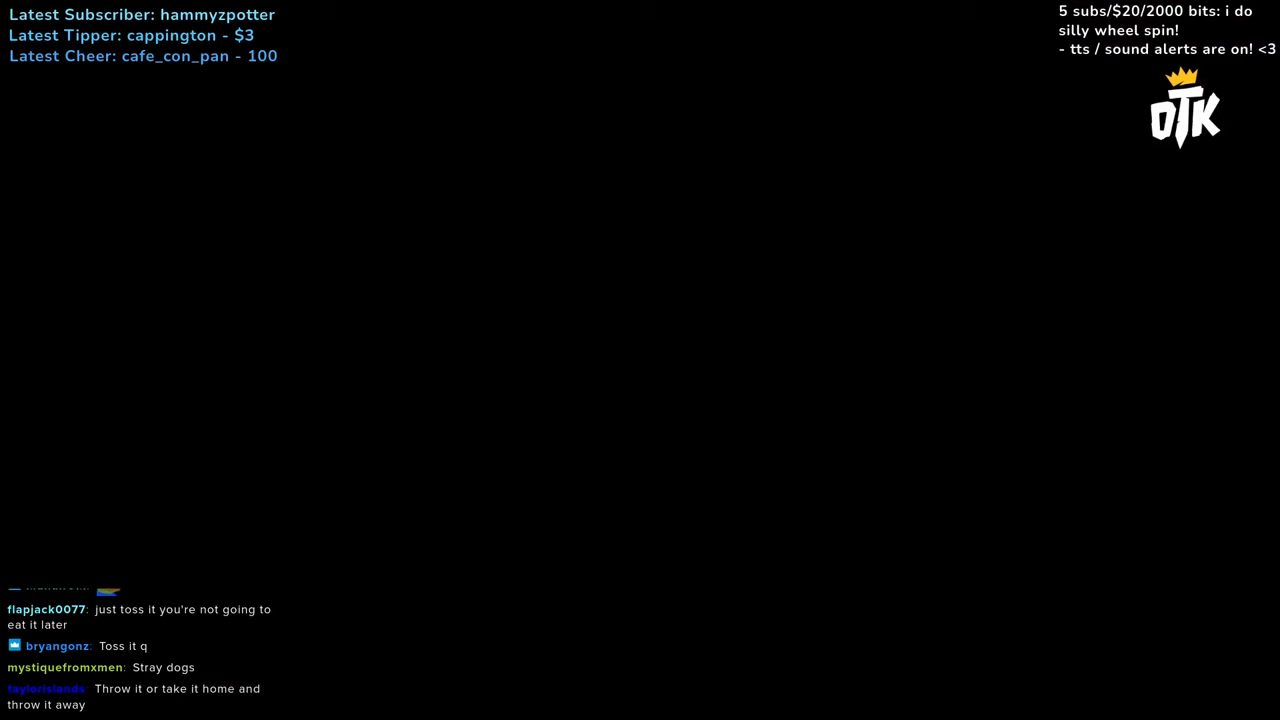 Latest Subscriber: hammyzpotter
Latest Tipper: cappington - $3
Latest Cheer: cafe_con_pan - 100
5 subs/$20/2000 bits: i do
silly wheel spin!
- tts / sound alerts are on! <3
OTK
flapjack0077: just toss it you're not going to
eat it later
bryangonz: Toss it q
mystiquefromxmen: Stray dogs
taylorislands: Throw it or take it home and
throw it away